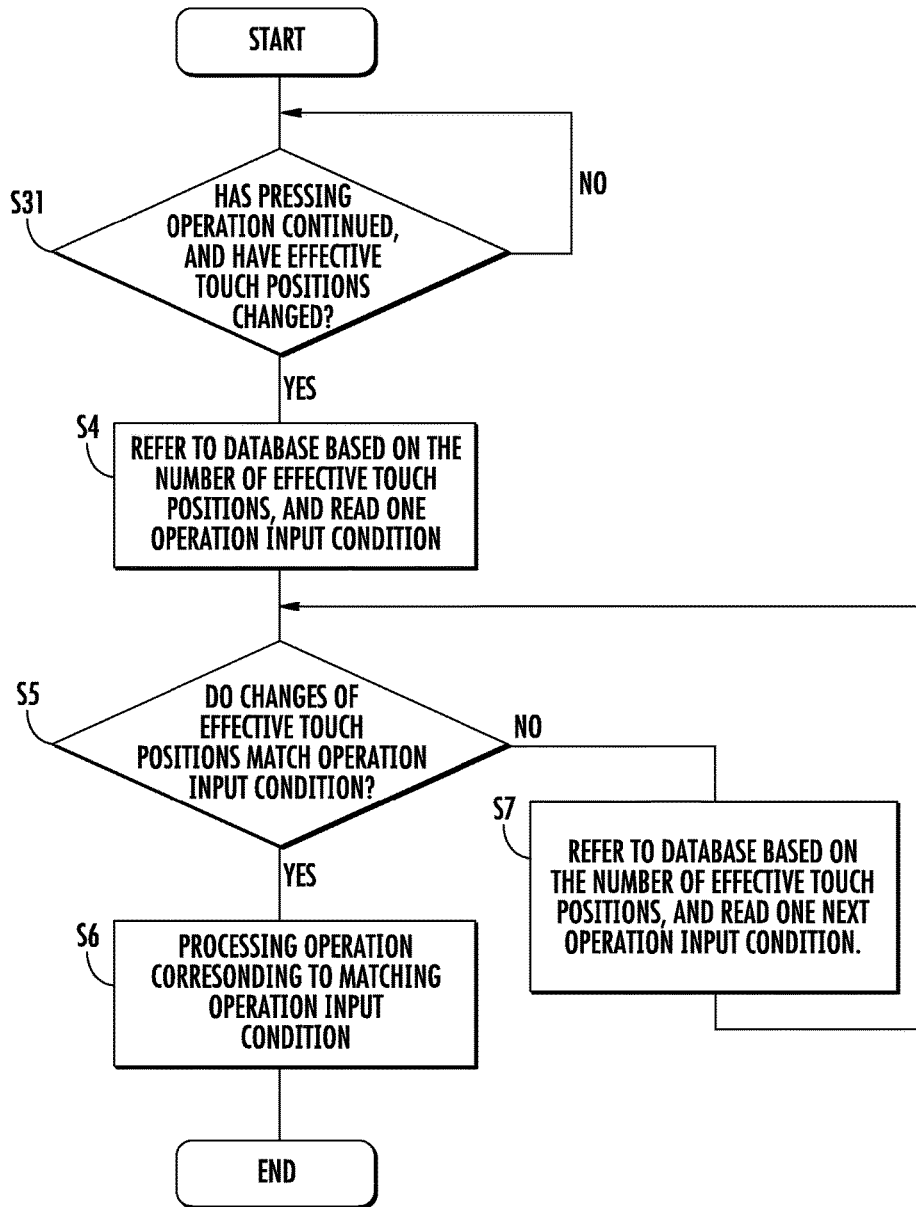 START
NO
S31
HAS PRESSING
OPERATION CONTINUED,
AND HAVE EFFECTIVE
TOUCH POSITIONS
CHANGED?
YES
S4
REFER TO DATABASE BASED ON THE
NUMBER OF EFFECTIVE TOUCH
POSITIONS, AND READ ONE
OPERATION INPUT CONDITION
S5
DO CHANGES OF
EFFECTIVE TOUCH
POSITIONS MATCH OPERATION
INPUT CONDITION?
NO
YES
S7
REFER TO DATABASE BASED ON
THE NUMBER OF EFFECTIVE TOUCH
POSITIONS, AND READ ONE NEXT
OPERATION INPUT CONDITION.
S6
PROCESSING OPERATION
CORRESONDING TO MATCHING
OPERATION INPUT
CONDITION
END